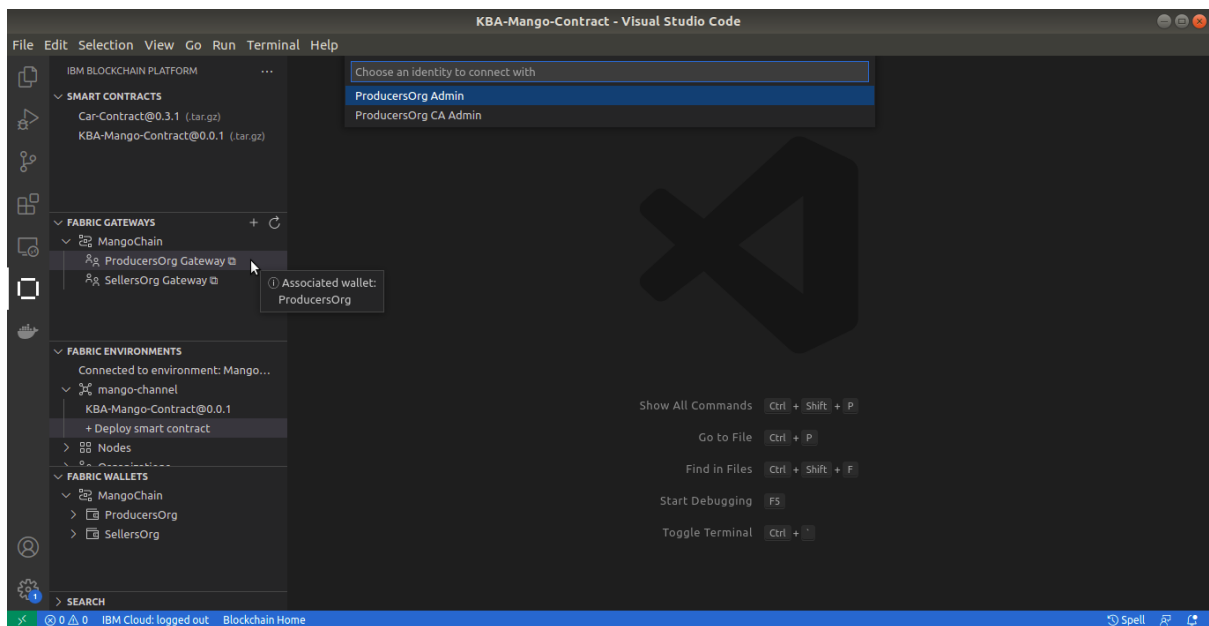 KBA-Mango-Contract - Visual Studio Code
File Edit Selection View Go Run Terminal Help
IBM BLOCKCHAIN PLATFORM ...
Choose an identity to connect with
ProducersOrg Admin
ProducersOrg CA Admin
SMART CONTRACTS
Car-Contract@0.3.1 (.tar.gz)
KBA-Mango-Contract@0.0.1 (.tar.gz)
FABRIC GATEWAYS
MangoChain
ProducersOrg Gateway
SellersOrg Gateway
Associated wallet:
ProducersOrg
FABRIC ENVIRONMENTS
Connected to environment: Mango...
mango-channel
KBA-Mango-Contract@0.0.1
+ Deploy smart contract
Nodes
Organizations
FABRIC WALLETS
MangoChain
ProducersOrg
SellersOrg
SEARCH
Show All Commands Ctrl + Shift + P
Go to File Ctrl + P
Find in Files Ctrl + Shift + F
Start Debugging F5
Toggle Terminal Ctrl + `
1
0 0 IBM Cloud: logged out Blockchain Home
Spell